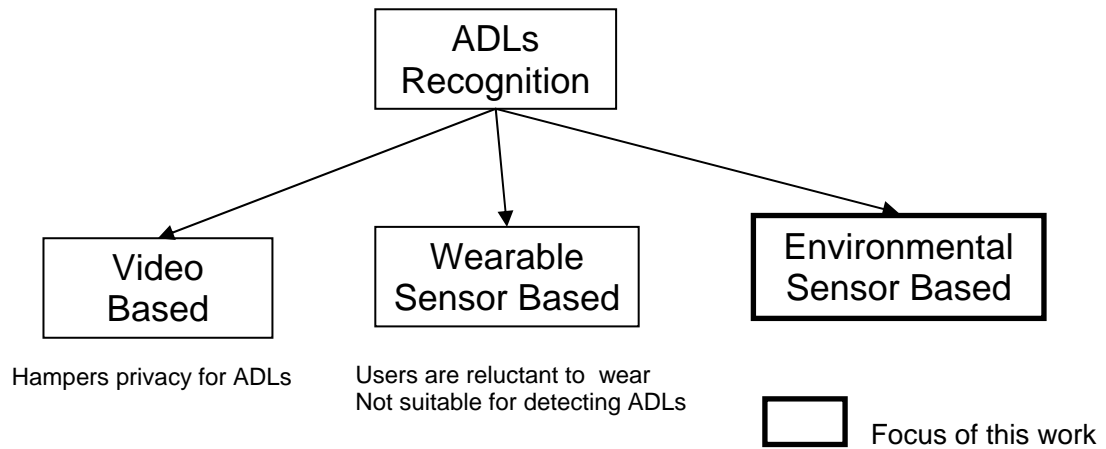 ADLs
Recognition
Video
Based
Wearable
Sensor Based
Environmental
Sensor Based
Hampers privacy for ADLs
Users are reluctant to wear
Not suitable for detecting ADLs
Focus of this work